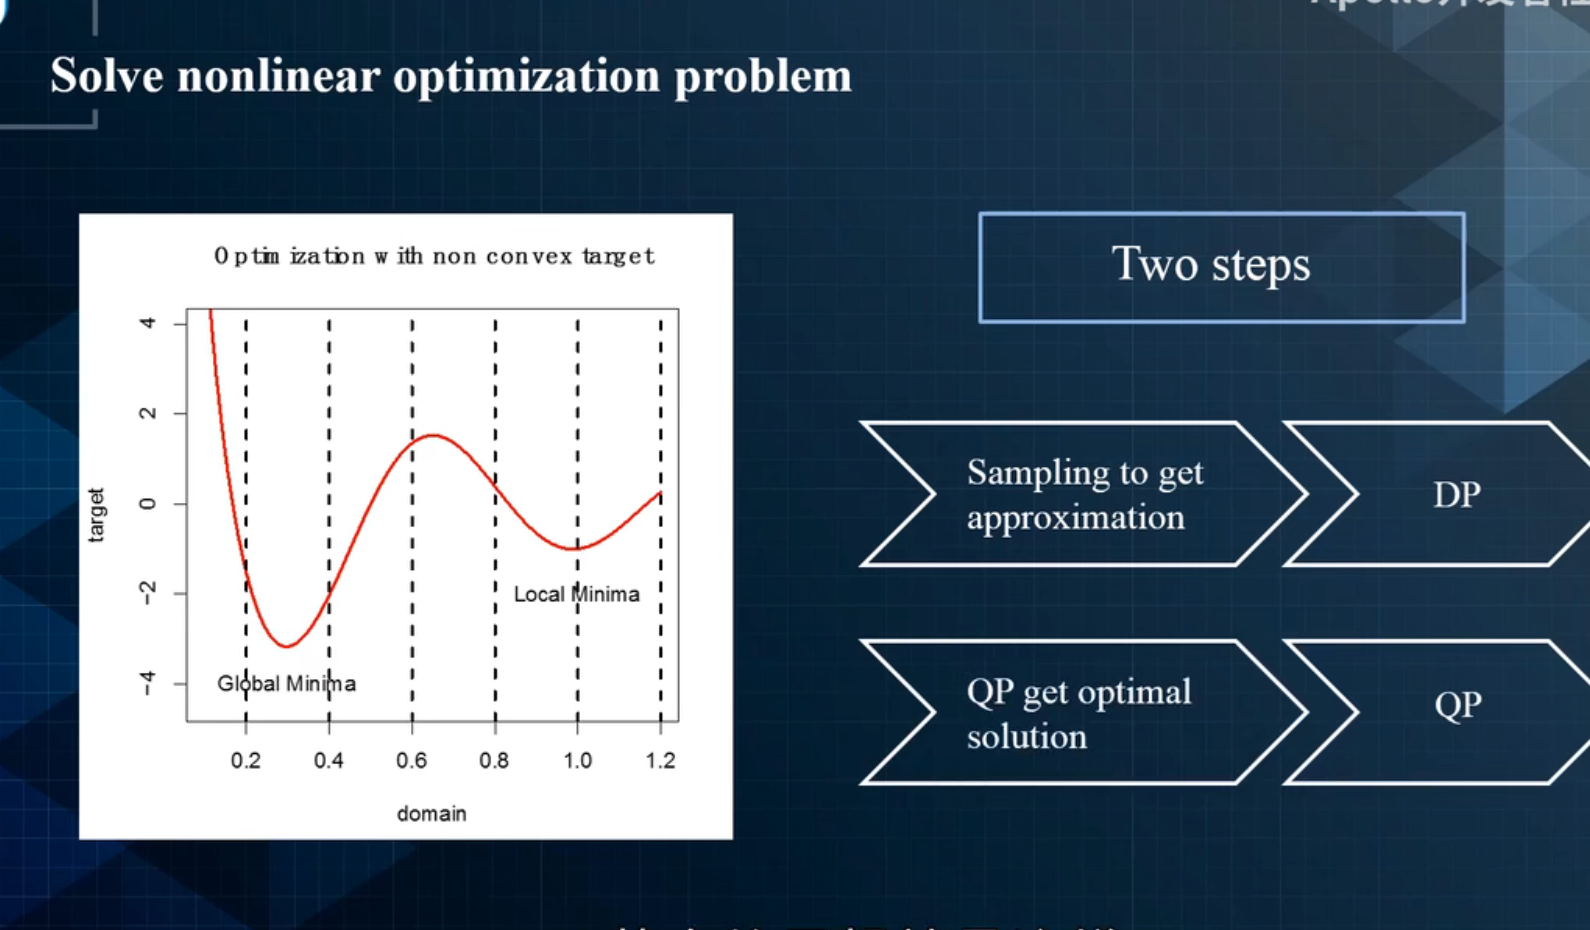 Solve nonlinear optimization problem
Optimization with non convex target
4
2
0
-2
-4
target
Local Minima
Global Minima
0.2 0.4 0.6 0.8 1.0 1.2
domain
Two steps
Sampling to get
approximation
DP
QP get optimal
solution
QP